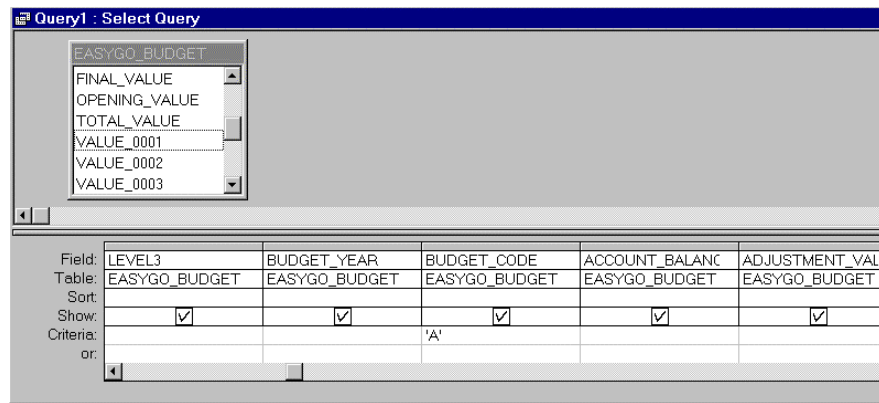 Query1 : Select Query
EASYGO_BUDGET
FINAL_VALUE
OPENING_VALUE
TOTAL_VALUE
VALUE_0001
VALUE_0002
VALUE_0003
Field: LEVEL3 BUDGET_YEAR BUDGET_CODE ACCOUNT_BALANC ADJUSTMENT_VAL
Table: EASYGO_BUDGET EASYGO_BUDGET EASYGO_BUDGET EASYGO_BUDGET EASYGO_BUDGET
Sort:
Show:
Criteria: 'A'
or: